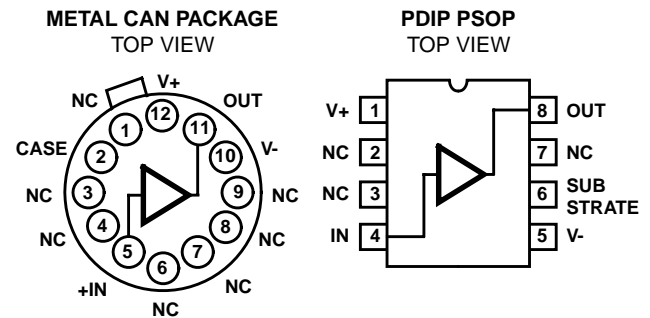 METAL CAN PACKAGE
TOP VIEW
NC
V+
OUT
12
1
11
CASE
2
10
V-
NC
3
9
NC
NC
4
8
NC
5
7
6
+IN
NC
NC
PDIP PSOP
TOP VIEW
V+ 1
8 OUT
NC 2
7 NC
NC 3
6 SUB
STRATE
IN 4
5 V-